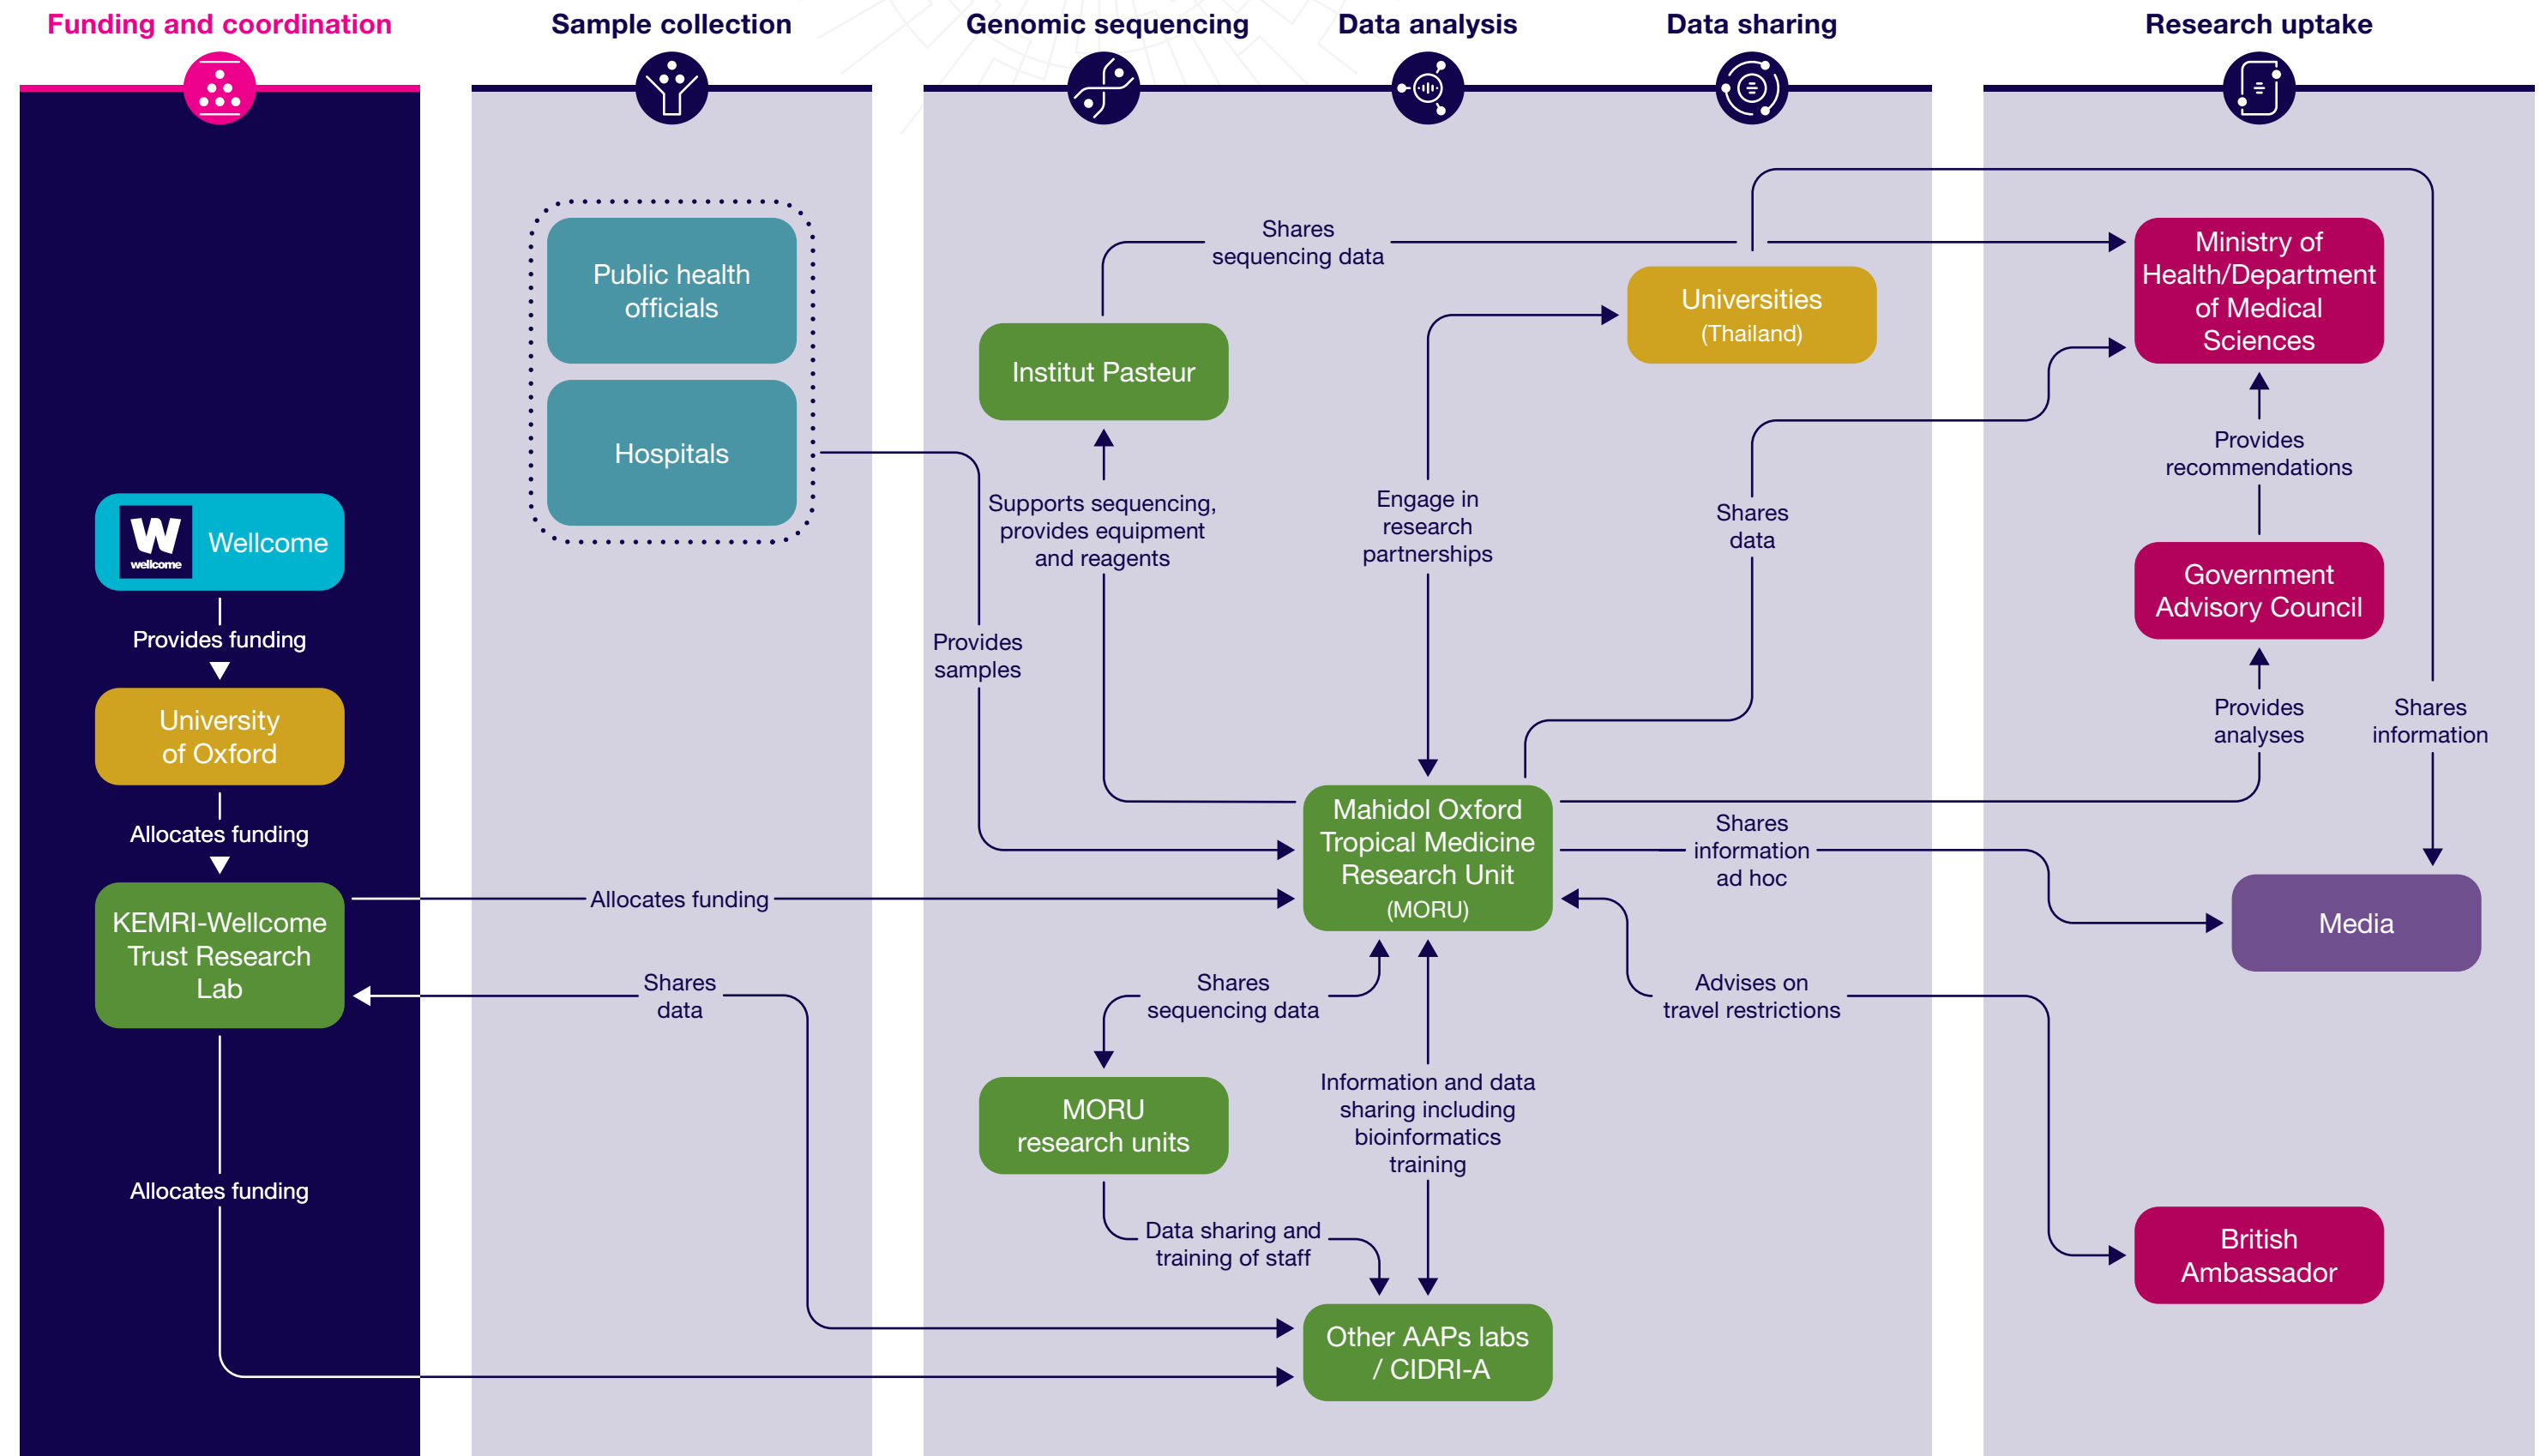 Funding and coordination
Sample collection
Genomic sequencing
Data analysis
Data sharing
Research uptake
Public health
officials
Hospitals
W
wellcome
Wellcome
Provides funding
University
of Oxford
Allocates funding
KEMRI-Wellcome
Trust Research
Lab
Allocates funding
Allocates funding
Shares
data
Provides
samples
Shares
sequencing data
Institut Pasteur
Supports sequencing,
provides equipment
and reagents
Engage in
research
partnerships
Universities
(Thailand)
Shares
data
Mahidol Oxford
Tropical Medicine
Research Unit
(MORU)
Shares
information
ad hoc
Shares
sequencing data
Advises on
travel restrictions
MORU
research units
Information and data
sharing including
bioinformatics
training
Data sharing and
training of staff
Other AAPs labs
/ CIDRI-A
Ministry of
Health/Department
of Medical
Sciences
Provides
recommendations
Government
Advisory Council
Provides
analyses
Shares
information
Media
British
Ambassador